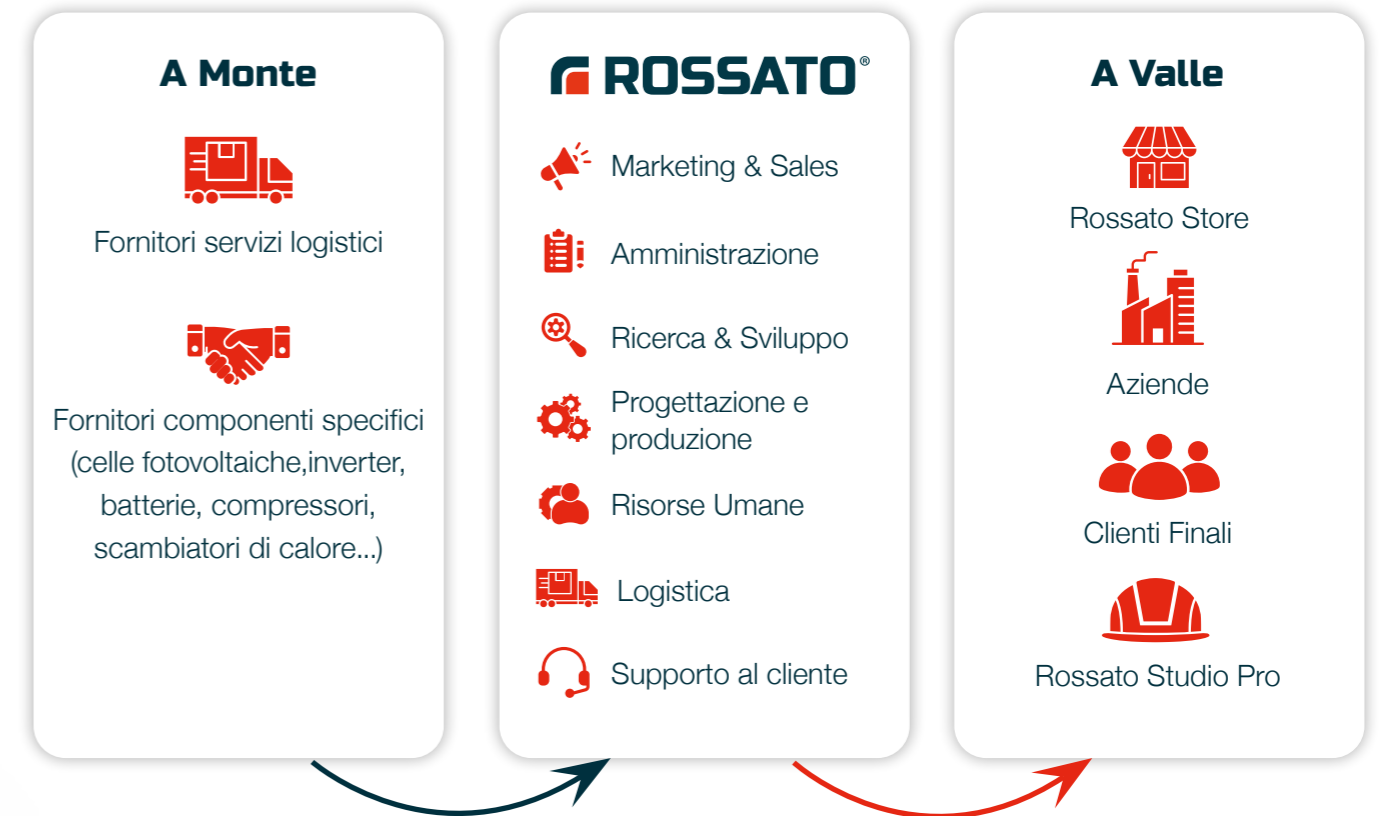 A Monte
Fornitori servizi logistici
Fornitori componenti specifici
(celle fotovoltaiche,inverter,
batterie, compressori,
scambiatori di calore...)
ROSSATO®
Marketing & Sales
Amministrazione
Ricerca & Sviluppo
Progettazione e
produzione
Risorse Umane
Logistica
Supporto al cliente
A Valle
Rossato Store
Aziende
Clienti Finali
Rossato Studio Pro